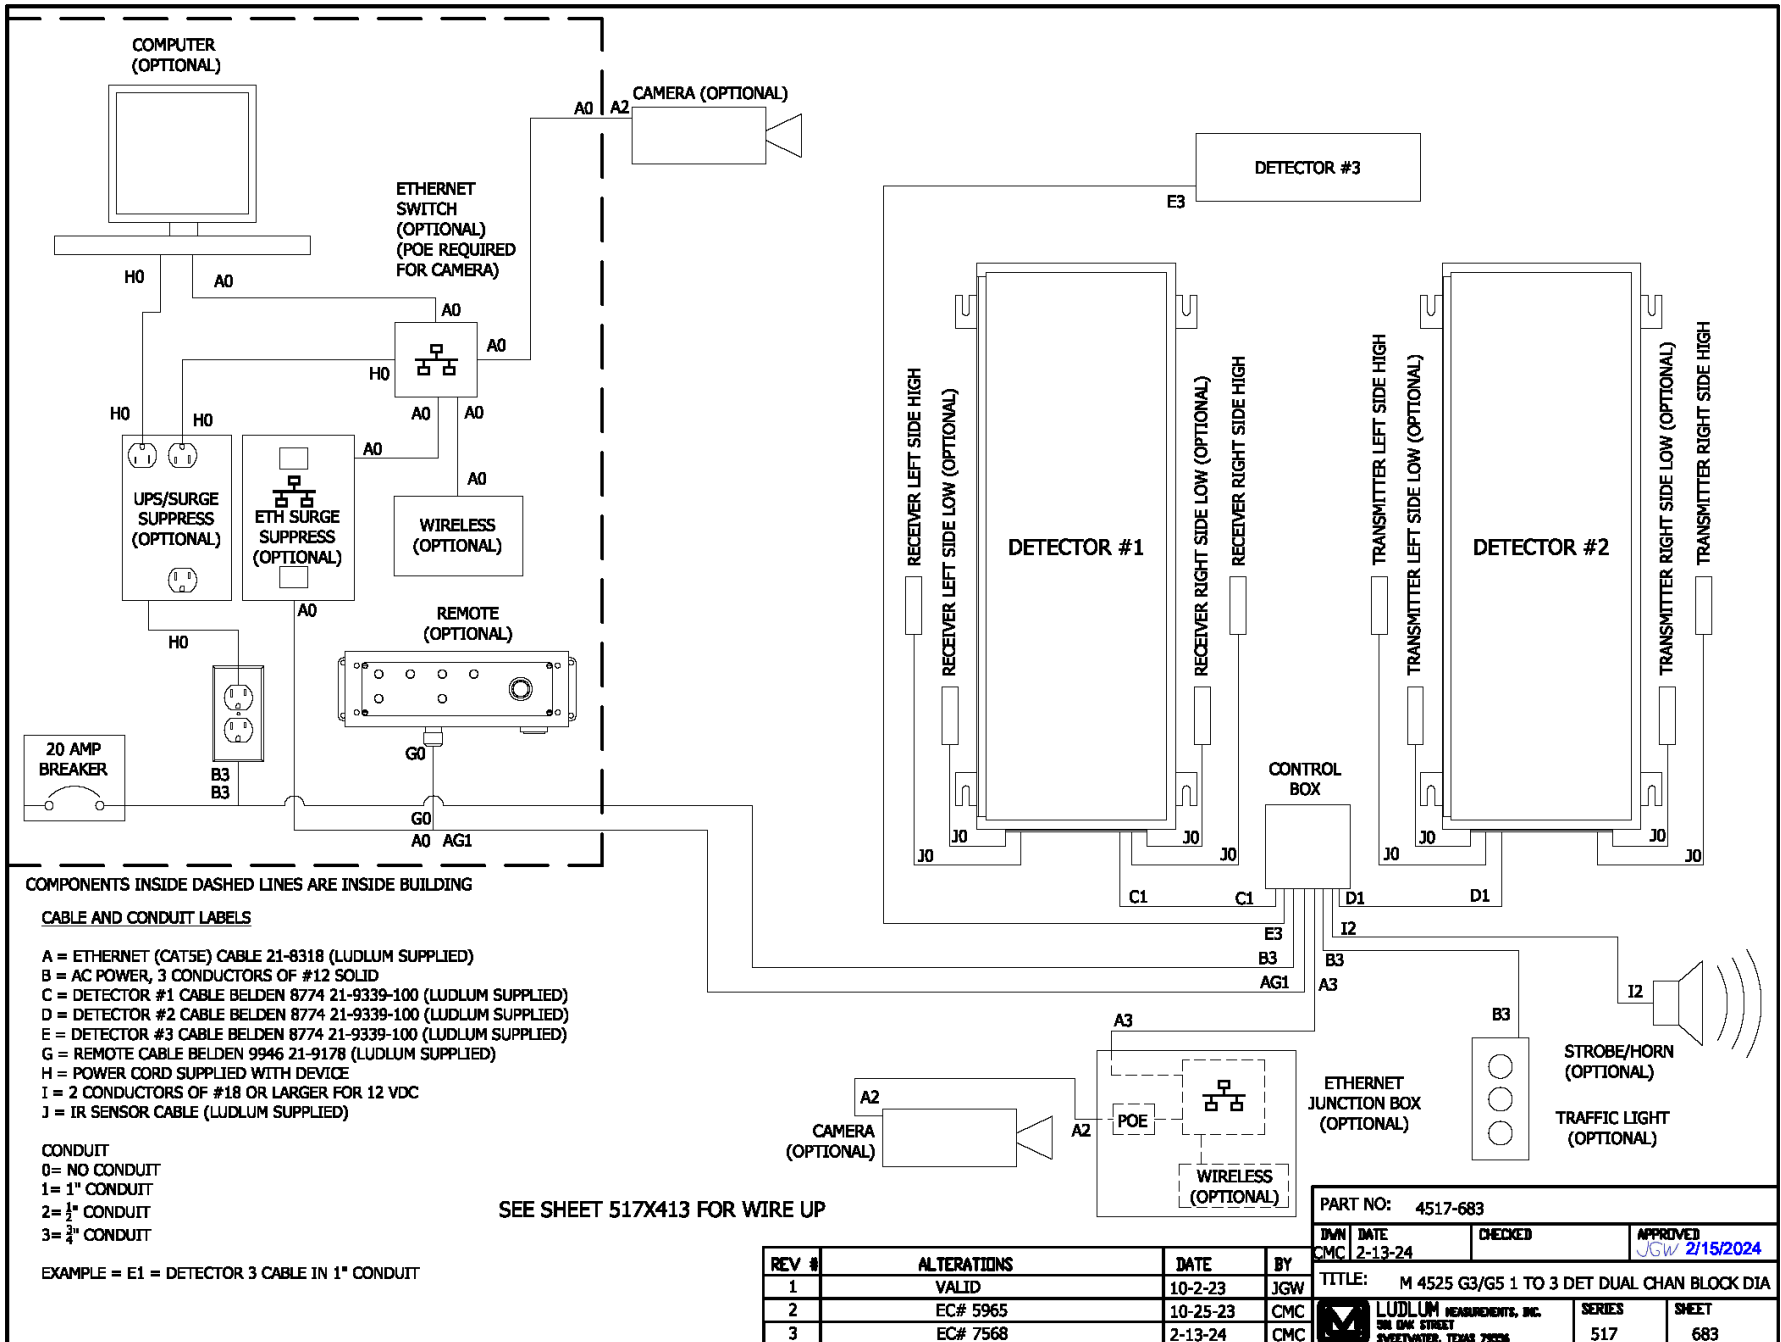 COMPUTER
(OPTIONAL)
A0
A2
CAMERA (OPTIONAL)
DETECTOR #3
E3
ETHERNET
SWITCH
(OPTIONAL)
(POE REQUIRED
FOR CAMERA)
H0
A0
A0
A0
H0
A0
A0
H0
H0
A0
A0
UPS/SURGE
SUPPRESS
(OPTIONAL)
ETH SURGE
SUPPRESS
(OPTIONAL)
WIRELESS
(OPTIONAL)
A0
H0
REMOTE
(OPTIONAL)
G0
20 AMP
BREAKER
B3
B3
G0
A0 AG1
RECEIVER LEFT SIDE HIGH
RECEIVER LEFT SIDE LOW (OPTIONAL)
DETECTOR #1
RECEIVER RIGHT SIDE LOW (OPTIONAL)
RECEIVER RIGHT SIDE HIGH
TRANSMITTER LEFT SIDE HIGH
TRANSMITTER LEFT SIDE LOW (OPTIONAL)
DETECTOR #2
TRANSMITTER RIGHT SIDE LOW (OPTIONAL)
TRANSMITTER RIGHT SIDE HIGH
CONTROL
BOX
J0
J0
J0
J0
J0
J0
J0
J0
C1
C1
D1
D1
E3
I2
B3
B3
AG1
A3
I2
B3
A3
STROBE/HORN
(OPTIONAL)
TRAFFIC LIGHT
(OPTIONAL)
ETHERNET
JUNCTION BOX
(OPTIONAL)
A2
A2
POE
CAMERA
(OPTIONAL)
WIRELESS
(OPTIONAL)
COMPONENTS INSIDE DASHED LINES ARE INSIDE BUILDING
CABLE AND CONDUIT LABELS
A = ETHERNET (CAT5E) CABLE 21-8318 (LUDLUM SUPPLIED)
B = AC POWER, 3 CONDUCTORS OF #12 SOLID
C = DETECTOR #1 CABLE BELDEN 8774 21-9339-100 (LUDLUM SUPPLIED)
D = DETECTOR #2 CABLE BELDEN 8774 21-9339-100 (LUDLUM SUPPLIED)
E = DETECTOR #3 CABLE BELDEN 8774 21-9339-100 (LUDLUM SUPPLIED)
G = REMOTE CABLE BELDEN 9946 21-9178 (LUDLUM SUPPLIED)
H = POWER CORD SUPPLIED WITH DEVICE
I = 2 CONDUCTORS OF #18 OR LARGER FOR 12 VDC
J = IR SENSOR CABLE (LUDLUM SUPPLIED)
CONDUIT
0= NO CONDUIT
1= 1" CONDUIT
2= 1/2" CONDUIT
3= 3/4" CONDUIT
EXAMPLE = E1 = DETECTOR 3 CABLE IN 1" CONDUIT
SEE SHEET 517X413 FOR WIRE UP
REV # ALTERATIONS DATE BY
1 VALID 10-2-23 JGW
2 EC# 5965 10-25-23 CMC
3 EC# 7568 2-13-24 CMC
PART NO: 4517-683
DWN DATE CHECKED APPROVED
CMC 2-13-24 JGW 2/15/2024
TITLE: M 4525 G3/G5 1 TO 3 DET DUAL CHAN BLOCK DIA
LUDLUM MEASUREMENTS, INC.
501 OAK STREET
SWEETWATER, TEXAS 79556
SERIES SHEET
517 683